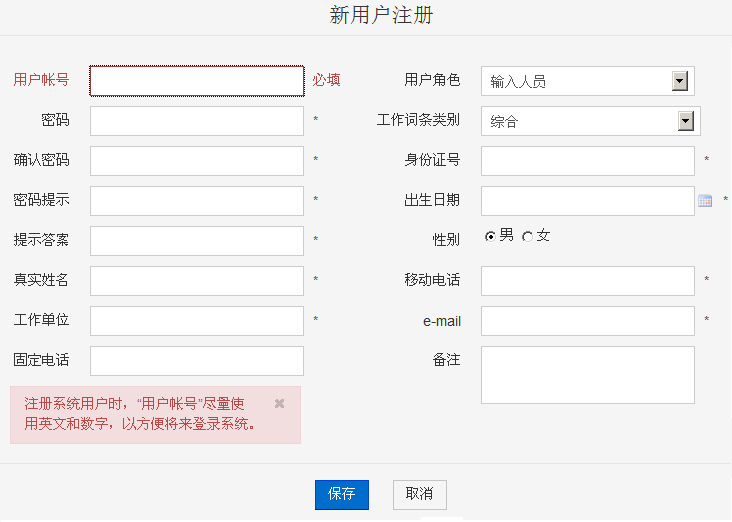 新用户注册
用户帐号 必填 用户角色 输入人员
密码 * 工作词条类别 综合
确认密码 * 身份证号 *
密码提示 * 出生日期 *
提示答案 * 性别 男 女
真实姓名 * 移动电话 *
工作单位 * e-mail *
固定电话 备注
注册系统用户时，“用户帐号”尽量使
用英文和数字，以方便将来登录系统。
保存 取消